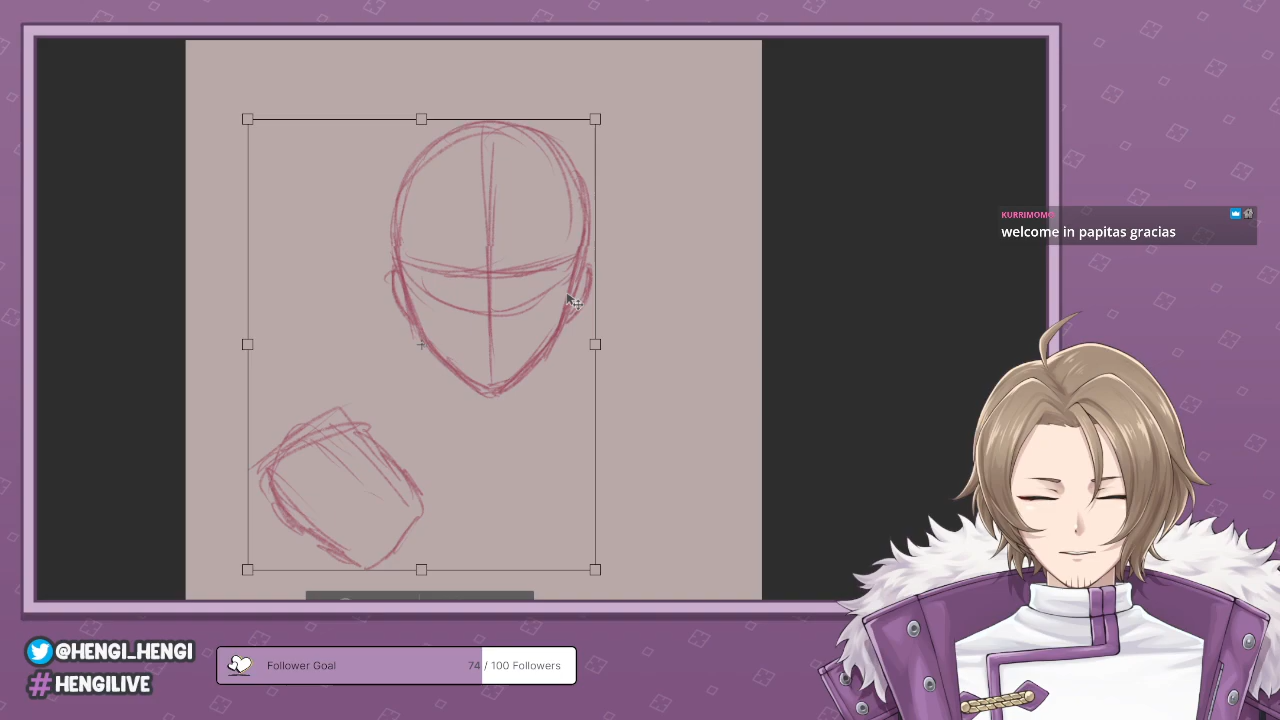 KURRIMOMO
welcome in papitas gracias
@HENGI_HENGI
Follower Goal
74 / 100 Followers
# HENGILIVE